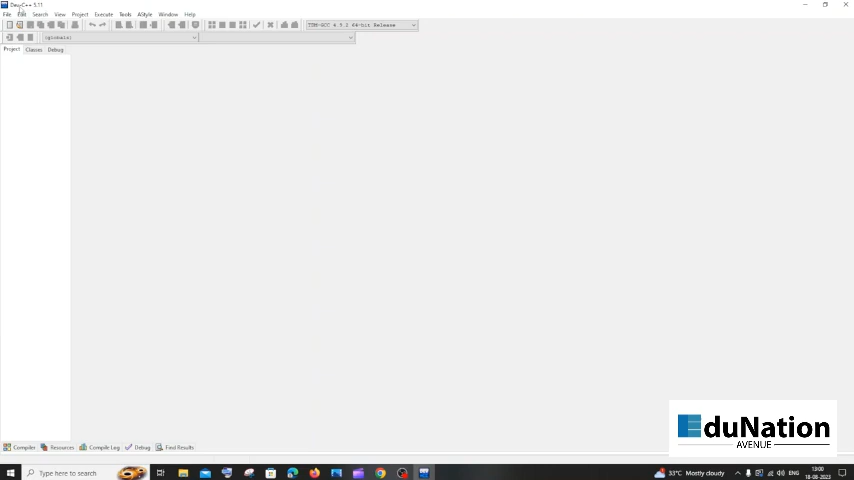 Dev-C++ 5.11
File Edit Search View Project Execute Tools AStyle Window Help
TDM-GCC 4.9.2 64-bit Release
(globals)
Project Classes Debug
Compiler Resources Compile Log Debug Find Results
EduNation
AVENUE
Type here to search
33°C Mostly cloudy
ENG
13:00
18-08-2023